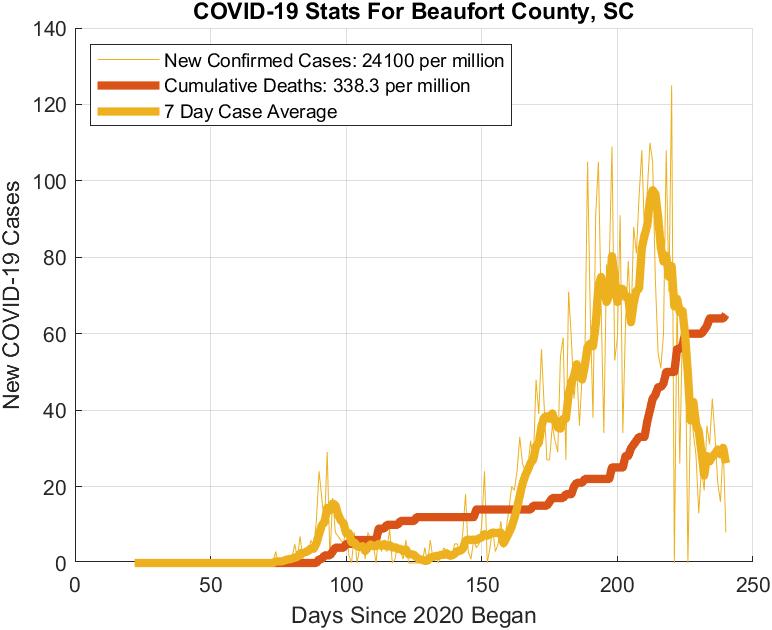 COVID-19 Stats For Beaufort County, SC
140
120
100
80
60
40
20
0
New COVID-19 Cases
New Confirmed Cases: 24100 per million
Cumulative Deaths: 338.3 per million
7 Day Case Average
0
50
100
150
200
250
Days Since 2020 Began